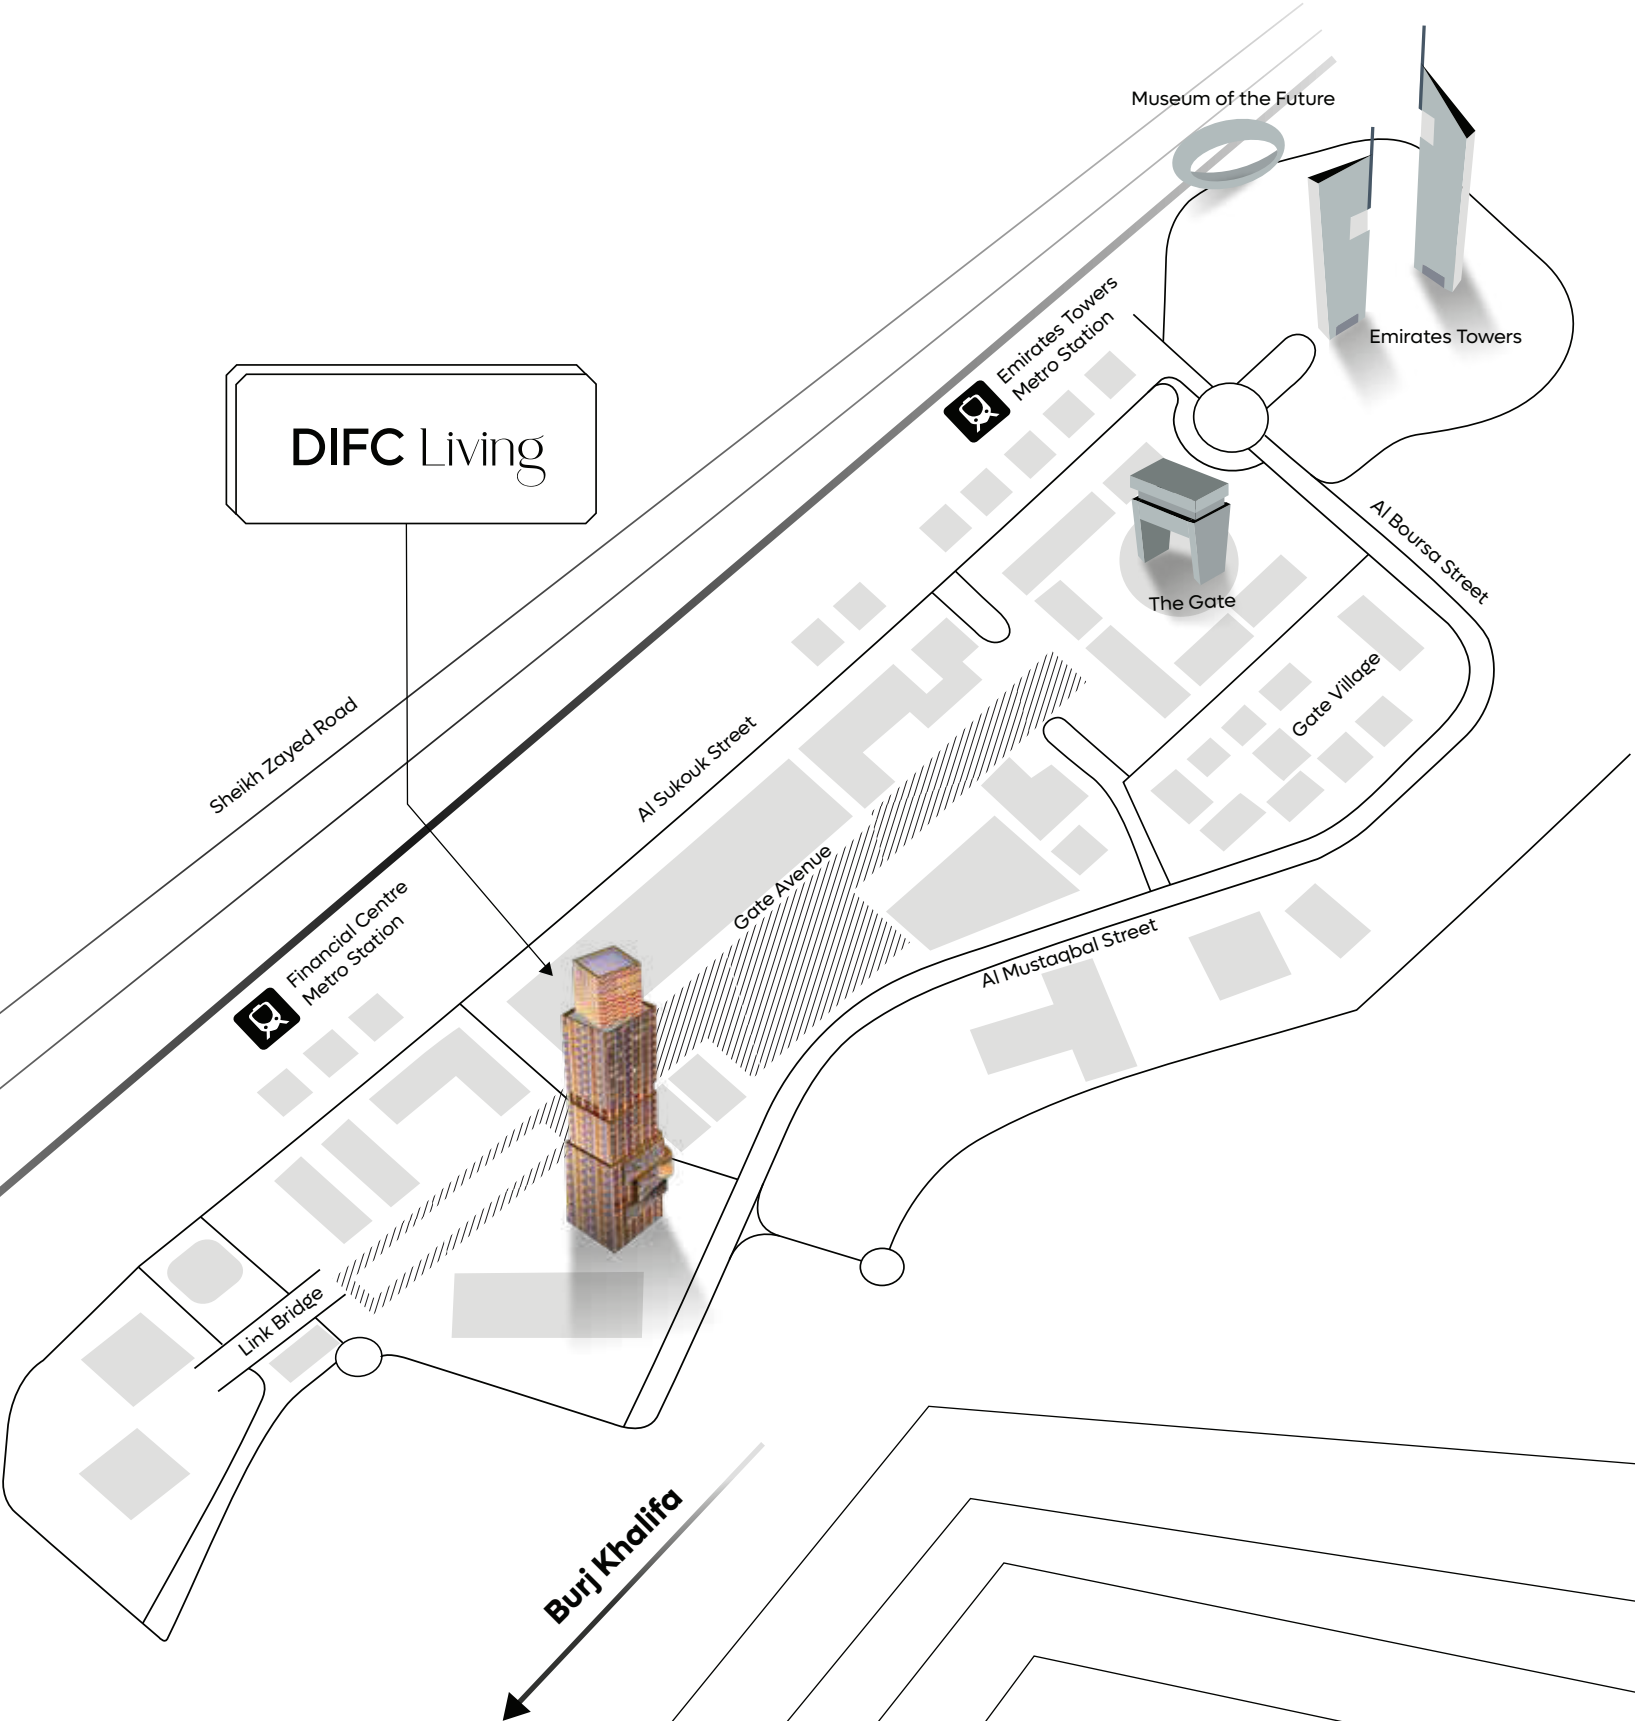 Museum of the Future
Emirates Towers
Metro Station
Emirates Towers
DIFC Living
Al Boursa Street
The Gate
Gate Village
Sheikh Zayed Road
Al Sukouk Street
Gate Avenue
Financial Centre
Metro Station
Al Mustaqbal Street
Link Bridge
Burj Khalifa